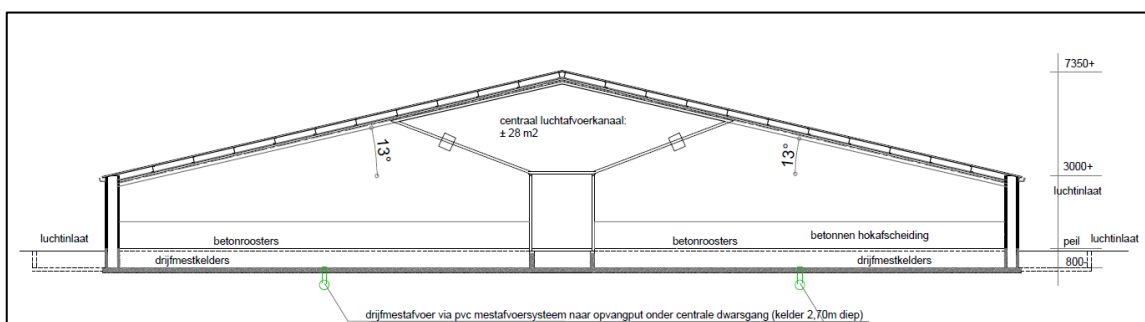 7350+
centraal luchtafvoerkanaal:
± 28 m2
13°
13°
3000+
luchtinlaat
luchtinlaat
betonroosters
betonroosters
betonnen hokafscheiding
peil
luchtinlaat
drijfmestkelders
drijfmestkelders
800-
drijfmestafvoer via pvc mestafvoersysteem naar opvangput onder centrale dwarsgang (kelder 2,70m diep)